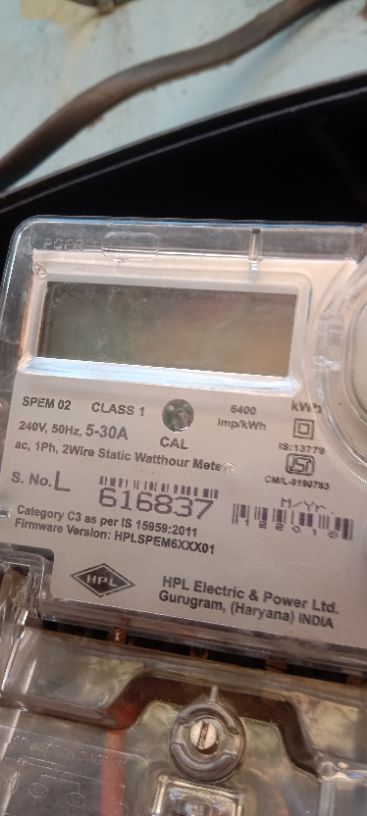 SPEM 02 CLASS 1 6400 kWh
240V, 50Hz, 5-30A CAL Imp/kWh IS:13779
ac, 1Ph, 2Wire Static Watthour Meter
CM/L-9190793
S. No. L 616837 M/Yr.
122016
Category C3 as per IS 15959:2011
Firmware Version: HPLSPEM6XXX01
HPL HPL Electric & Power Ltd.
Gurugram, (Haryana) INDIA